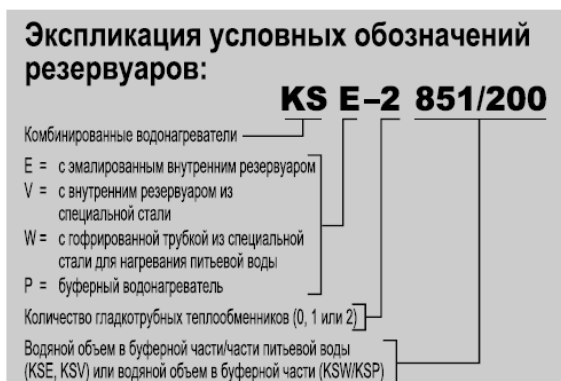 Экспликация условных обозначений
резервуаров:
KS E–2 851/200
Комбинированные водонагреватели
E = с эмалированным внутренним резервуаром
V = с внутренним резервуаром из
специальной стали
W = с гофрированной трубкой из специальной
стали для нагревания питьевой воды
P = буферный водонагреватель
Количество гладкотрубных теплообменников (0, 1 или 2)
Водяной объем в буферной части/части питьевой воды
(KSE, KSV) или водяной объем в буферной части (KSW/KSP)